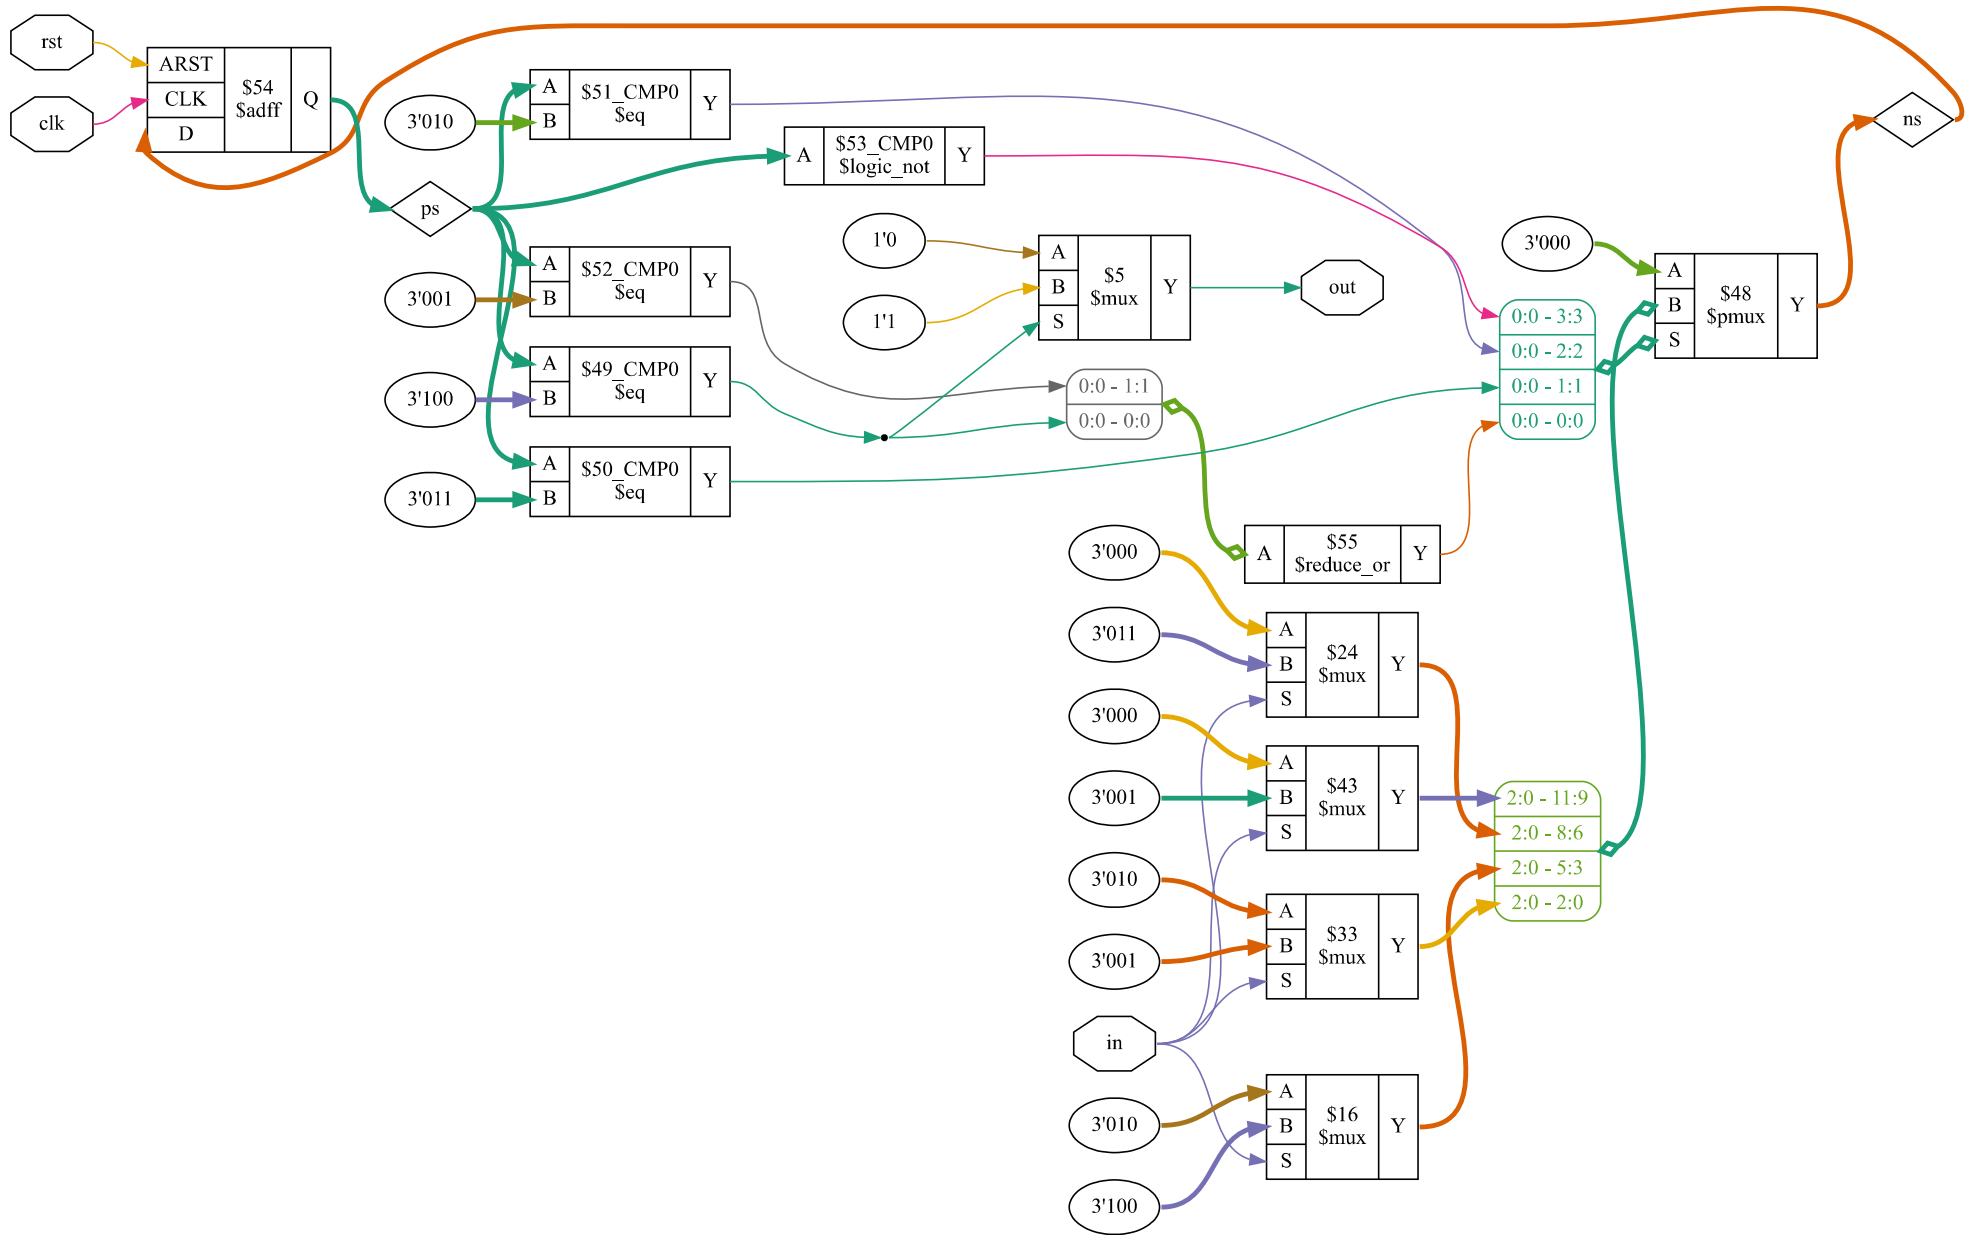 rst
clk
ARST
CLK
D
$54
$adff
Q
ps
3'010
A
B
$51_CMP0
$eq
Y
A
$53_CMP0
$logic_not
Y
3'001
A
B
$52_CMP0
$eq
Y
3'100
A
B
$49_CMP0
$eq
Y
3'011
A
B
$50_CMP0
$eq
Y
1'0
1'1
A
B
S
$5
$mux
Y
out
0:0 - 1:1
0:0 - 0:0
A
$55
$reduce_or
Y
0:0 - 3:3
0:0 - 2:2
0:0 - 1:1
0:0 - 0:0
3'000
A
B
S
$48
$pmux
Y
ns
3'000
3'011
A
B
S
$24
$mux
Y
3'000
3'001
A
B
S
$43
$mux
Y
3'010
3'001
A
B
S
$33
$mux
Y
in
3'010
3'100
A
B
S
$16
$mux
Y
2:0 - 11:9
2:0 - 8:6
2:0 - 5:3
2:0 - 2:0